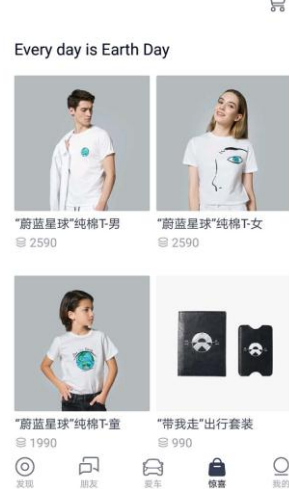 Every day is Earth Day
“蔚蓝星球”纯棉T-男
“蔚蓝星球”纯棉T-女
2590
2590
“蔚蓝星球”纯棉T-童
“带我走”出行套装
1990
990
发现
朋友
爱车
惊喜
我的